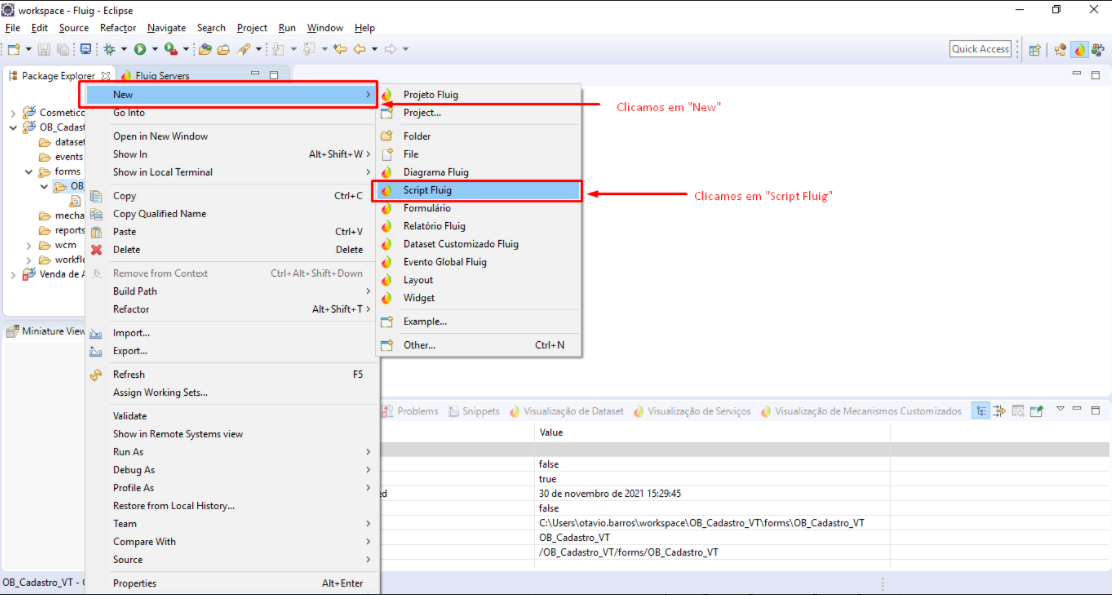 workspace - Fluig - Eclipse
File Edit Source Refactor Navigate Search Project Run Window Help
Quick Access
Package Explorer Fluig Servers
Cosmetico
OB_Cadast
dataset
events
forms
OB
mecha
reports
wcm
workflo
Venda de A
Miniature View
New
Go Into
Open in New Window
Show In Alt+Shift+W
Show in Local Terminal
Copy Ctrl+C
Copy Qualified Name
Paste Ctrl+V
Delete Delete
Remove from Context Ctrl+Alt+Shift+Down
Build Path
Refactor Alt+Shift+T
Import...
Export...
Refresh F5
Assign Working Sets...
Validate
Show in Remote Systems view
Run As
Debug As
Profile As
Restore from Local History...
Team
Compare With
Source
Properties Alt+Enter
Projeto Fluig
Project...
Folder
File
Diagrama Fluig
Script Fluig
Formulário
Relatório Fluig
Dataset Customizado Fluig
Evento Global Fluig
Layout
Widget
Example...
Other... Ctrl+N
Clicamos em "New"
Clicamos em "Script Fluig"
Problems Snippets Visualização de Dataset Visualização de Serviços Visualização de Mecanismos Customizados
Value
false
true
ed 30 de novembro de 2021 15:29:45
false
C:\Users\otavio.barros\workspace\OB_Cadastro_VT\forms\OB_Cadastro_VT
OB_Cadastro_VT
/OB_Cadastro_VT/forms/OB_Cadastro_VT
OB_Cadastro_VT -